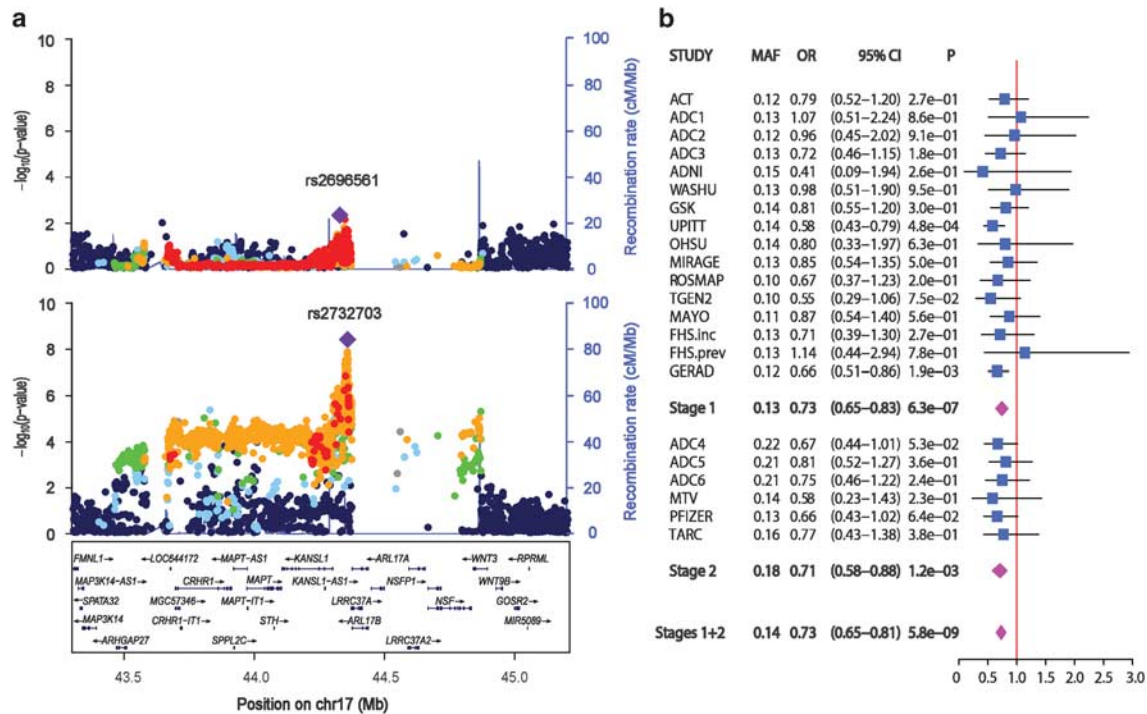 a
10
8
6
4
2
0
−log10(p-value)
rs2696561
100
80
60
40
20
0
Recombination rate (cM/Mb)
10
8
6
4
2
0
−log10(p-value)
rs2732703
100
80
60
40
20
0
Recombination rate (cM/Mb)
FMNL1→ ←LOC644172 ←MAPT-AS1 ←KANSL1 ←ARL17A ←WNT3 ←RPRML
MAP3K14-AS1→ CRHR1→ MAPT→ KANSL1-AS1→ NSFP1→ WNT9B→
←SPATA32 MGC57346→ MAPT-IT1→ LRRC37A→ NSF→ GOSR2→
←MAP3K14 CRHR1-IT1→ STH→ ←ARL17B MIR5089→
←ARHGAP27 SPPL2C→ LRRC37A2→
43.5 44.0 44.5 45.0
Position on chr17 (Mb)
b
STUDY MAF OR 95% CI P
ACT 0.12 0.79 (0.52−1.20) 2.7e−01
ADC1 0.13 1.07 (0.51−2.24) 8.6e−01
ADC2 0.12 0.96 (0.45−2.02) 9.1e−01
ADC3 0.13 0.72 (0.46−1.15) 1.8e−01
ADNI 0.15 0.41 (0.09−1.94) 2.6e−01
WASHU 0.13 0.98 (0.51−1.90) 9.5e−01
GSK 0.14 0.81 (0.55−1.20) 3.0e−01
UPITT 0.14 0.58 (0.43−0.79) 4.8e−04
OHSU 0.14 0.80 (0.33−1.97) 6.3e−01
MIRAGE 0.13 0.85 (0.54−1.35) 5.0e−01
ROSMAP 0.10 0.67 (0.37−1.23) 2.0e−01
TGEN2 0.10 0.55 (0.29−1.06) 7.5e−02
MAYO 0.11 0.87 (0.54−1.40) 5.6e−01
FHS.inc 0.13 0.71 (0.39−1.30) 2.7e−01
FHS.prev 0.13 1.14 (0.44−2.94) 7.8e−01
GERAD 0.12 0.66 (0.51−0.86) 1.9e−03
Stage 1 0.13 0.73 (0.65−0.83) 6.3e−07
ADC4 0.22 0.67 (0.44−1.01) 5.3e−02
ADC5 0.21 0.81 (0.52−1.27) 3.6e−01
ADC6 0.21 0.75 (0.46−1.22) 2.4e−01
MTV 0.14 0.58 (0.23−1.43) 2.3e−01
PFIZER 0.13 0.66 (0.43−1.02) 6.4e−02
TARC 0.16 0.77 (0.43−1.38) 3.8e−01
Stage 2 0.18 0.71 (0.58−0.88) 1.2e−03
Stages 1+2 0.14 0.73 (0.65−0.81) 5.8e−09
0 0.5 1.0 1.5 2.0 2.5 3.0